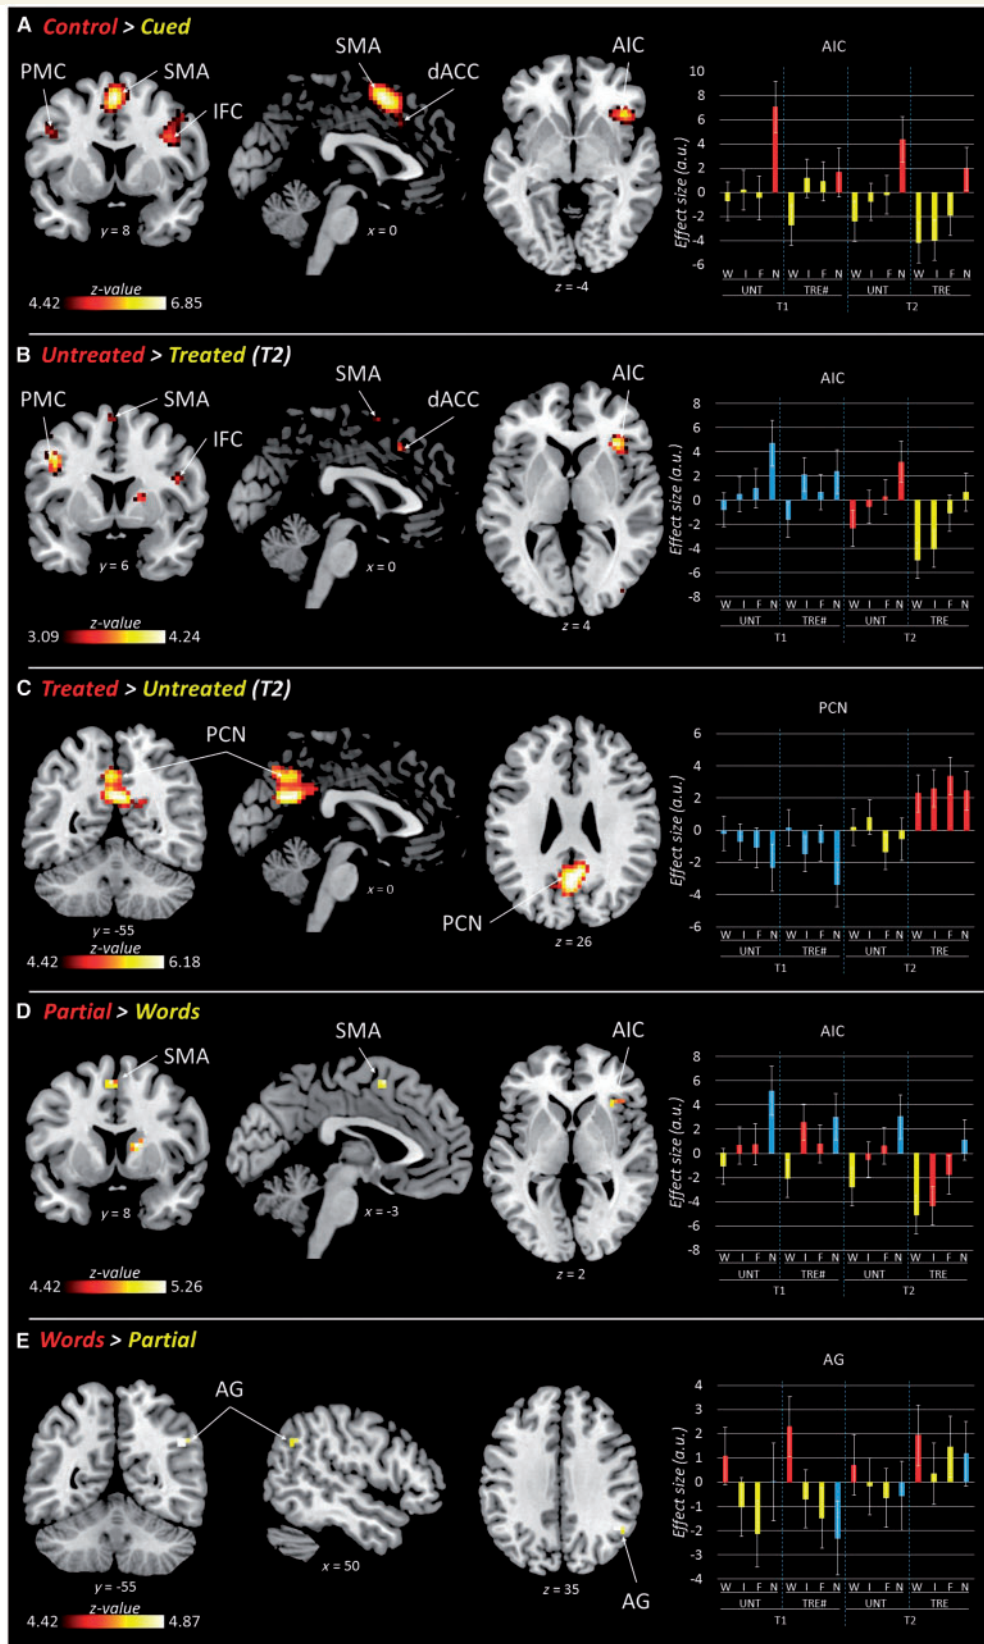 A Control > Cued
PMC SMA IFC
SMA dACC
AIC
y = 8
x = 0
z = -4
z-value
4.42 6.85
AIC
Effect size (a.u.)
10
8
6
4
2
0
-2
-4
-6
W I F N W I F N W I F N W I F N
UNT TRE# UNT TRE
T1 T2
B Untreated > Treated (T2)
PMC SMA IFC
SMA dACC
AIC
y = 6
x = 0
z = 4
z-value
3.09 4.24
AIC
Effect size (a.u.)
8
6
4
2
0
-2
-4
-6
-8
W I F N W I F N W I F N W I F N
UNT TRE# UNT TRE
T1 T2
C Treated > Untreated (T2)
PCN
PCN
y = -55
x = 0
z = 26
z-value
4.42 6.18
PCN
Effect size (a.u.)
6
4
2
0
-2
-4
-6
W I F N W I F N W I F N W I F N
UNT TRE# UNT TRE
T1 T2
D Partial > Words
SMA
SMA
AIC
y = 8
x = -3
z = 2
z-value
4.42 5.26
AIC
Effect size (a.u.)
8
6
4
2
0
-2
-4
-6
-8
W I F N W I F N W I F N W I F N
UNT TRE# UNT TRE
T1 T2
E Words > Partial
AG
AG
y = -55
x = 50
z = 35
z-value
4.42 4.87
AG
Effect size (a.u.)
4
3
2
1
0
-1
-2
-3
-4
W I F N W I F N W I F N W I F N
UNT TRE# UNT TRE
T1 T2